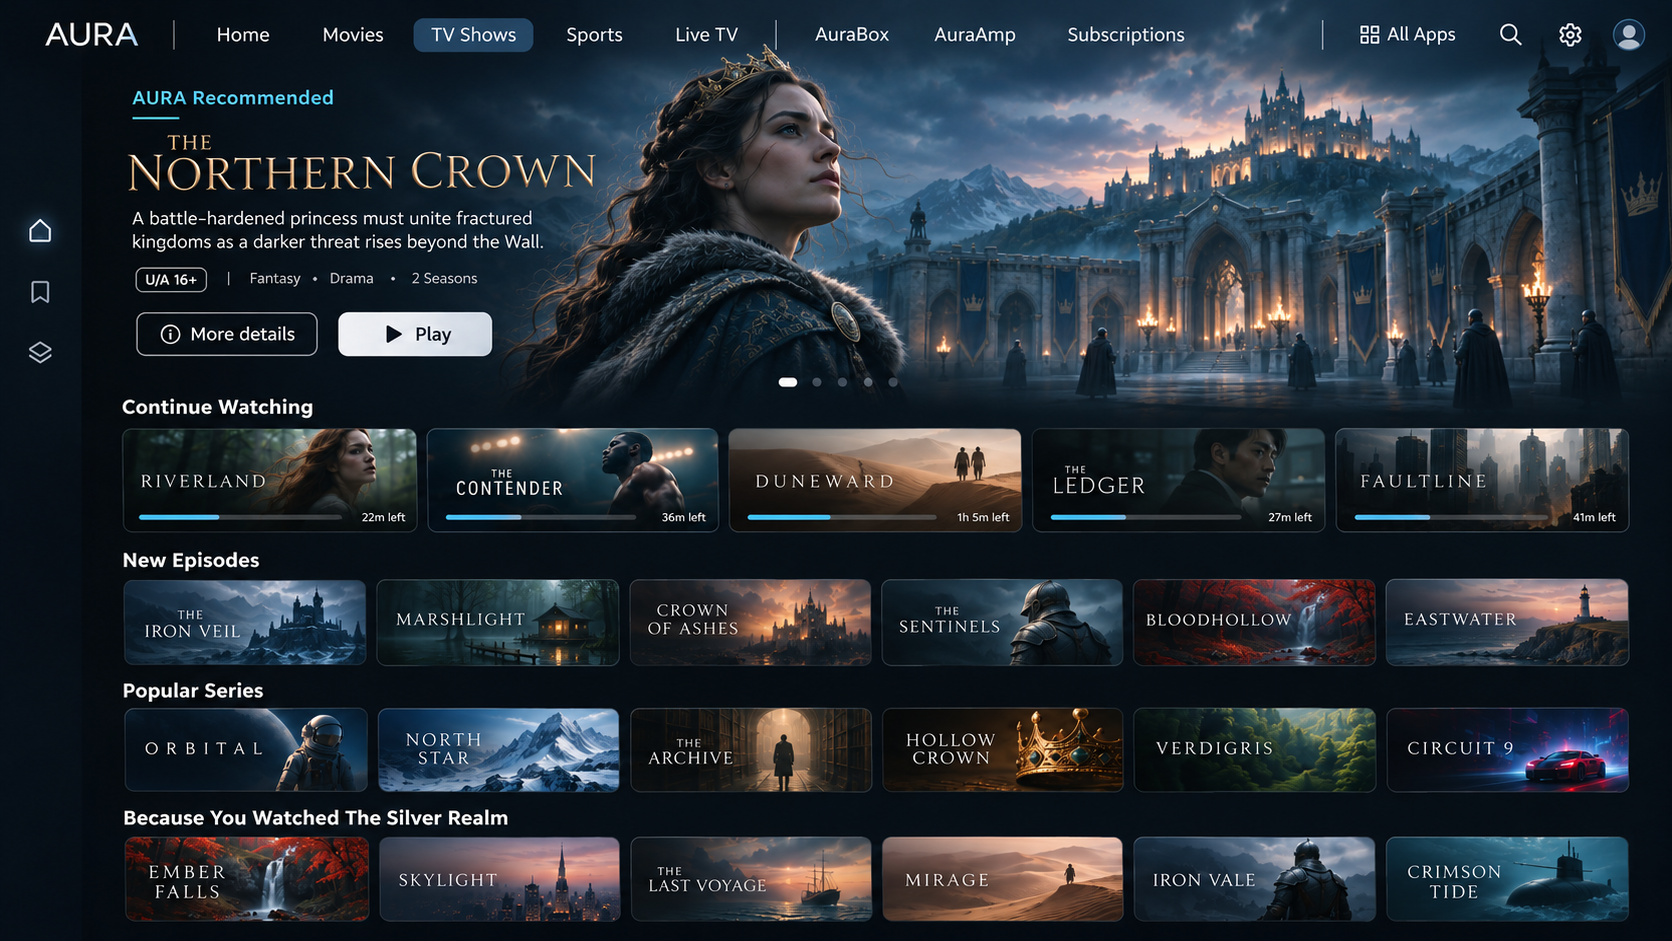 AURA
Home
Movies
TV Shows
Sports
Live TV
AuraBox
AuraAmp
Subscriptions
All Apps
AURA Recommended
THE
NORTHERN CROWN
A battle-hardened princess must unite fractured
kingdoms as a darker threat rises beyond the Wall.
U/A 16+ | Fantasy • Drama • 2 Seasons
More details
Play
Continue Watching
RIVERLAND
22m left
THE
CONTENDER
36m left
DUNEWARD
1h 5m left
THE
LEDGER
27m left
FAULTLINE
41m left
New Episodes
THE
IRON VEIL
MARSHLIGHT
CROWN
OF ASHES
THE
SENTINELS
BLOODHOLLOW
EASTWATER
Popular Series
ORBITAL
NORTH
STAR
THE
ARCHIVE
HOLLOW
CROWN
VERDIGRIS
CIRCUIT 9
Because You Watched The Silver Realm
EMBER
FALLS
SKYLIGHT
THE
LAST VOYAGE
MIRAGE
IRON VALE
CRIMSON
TIDE